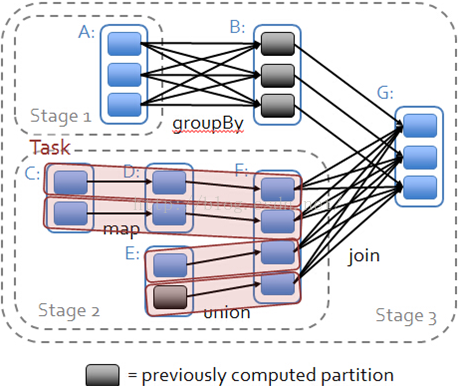 A:
B:
G:
Stage 1
groupBy
Task
C:
D:
F:
map
E:
join
Stage 2
union
Stage 3
= previously computed partition